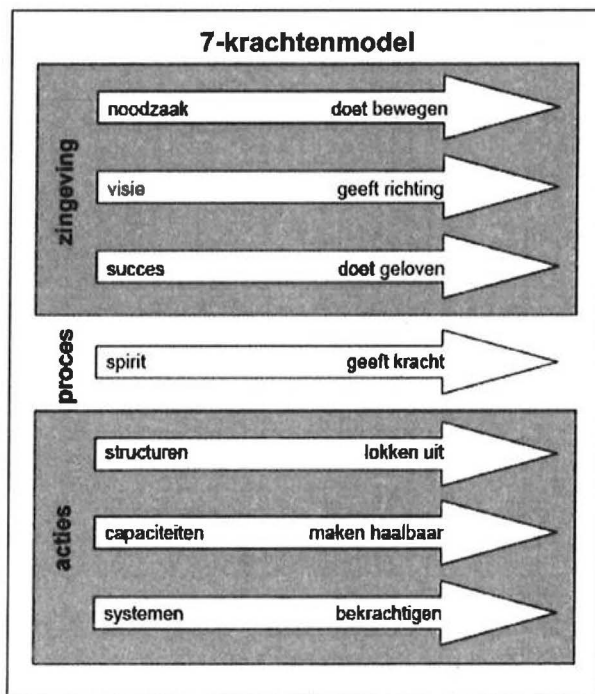 7-krachtenmodel
zingeving
noodzaak doet bewegen
visie geeft richting
succes doet geloven
proces
spirit geeft kracht
acties
structuren lokken uit
capaciteiten maken haalbaar
systemen bekrachtigen